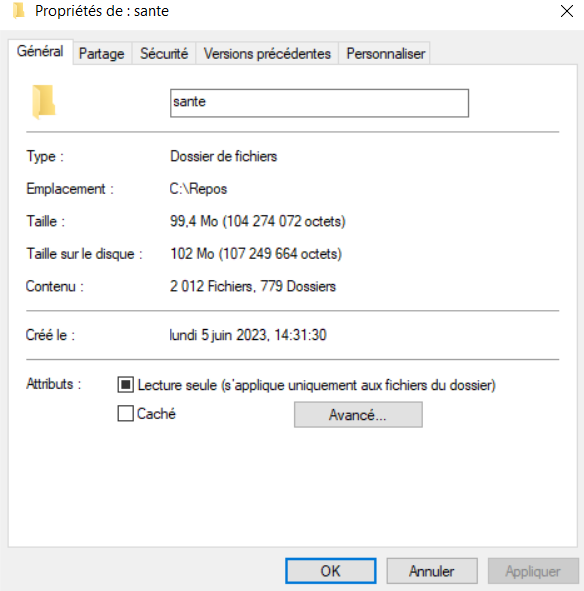 Propriétés de : sante
Général Partage Sécurité Versions précédentes Personnaliser
sante
Type : Dossier de fichiers
Emplacement : C:\Repos
Taille : 99,4 Mo (104 274 072 octets)
Taille sur le disque : 102 Mo (107 249 664 octets)
Contenu : 2 012 Fichiers, 779 Dossiers
Créé le : lundi 5 juin 2023, 14:31:30
Attributs : Lecture seule (s'applique uniquement aux fichiers du dossier)
Caché Avancé...
OK Annuler Appliquer